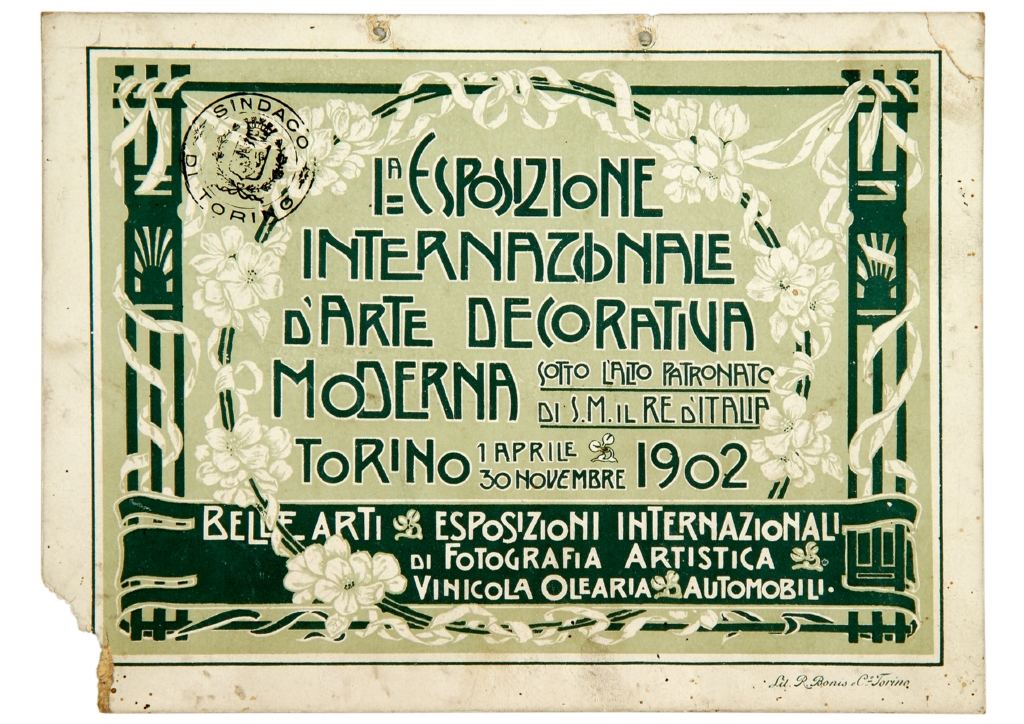 SINDACO
DI TORINO
1A ESPOSIZIONE
INTERNAZIONALE
D'ARTE DECORATIVA
MODERNA SOTTO L'ALTO PATRONATO
DI S.M. IL RE D'ITALIA
TORINO 1 APRILE
30 NOVEMBRE 1902
BELLE ARTI ESPOSIZIONI INTERNAZIONALI
DI FOTOGRAFIA ARTISTICA
VINICOLA OLEARIA AUTOMOBILI.
Lit. R. Bonis e Ca. Torino